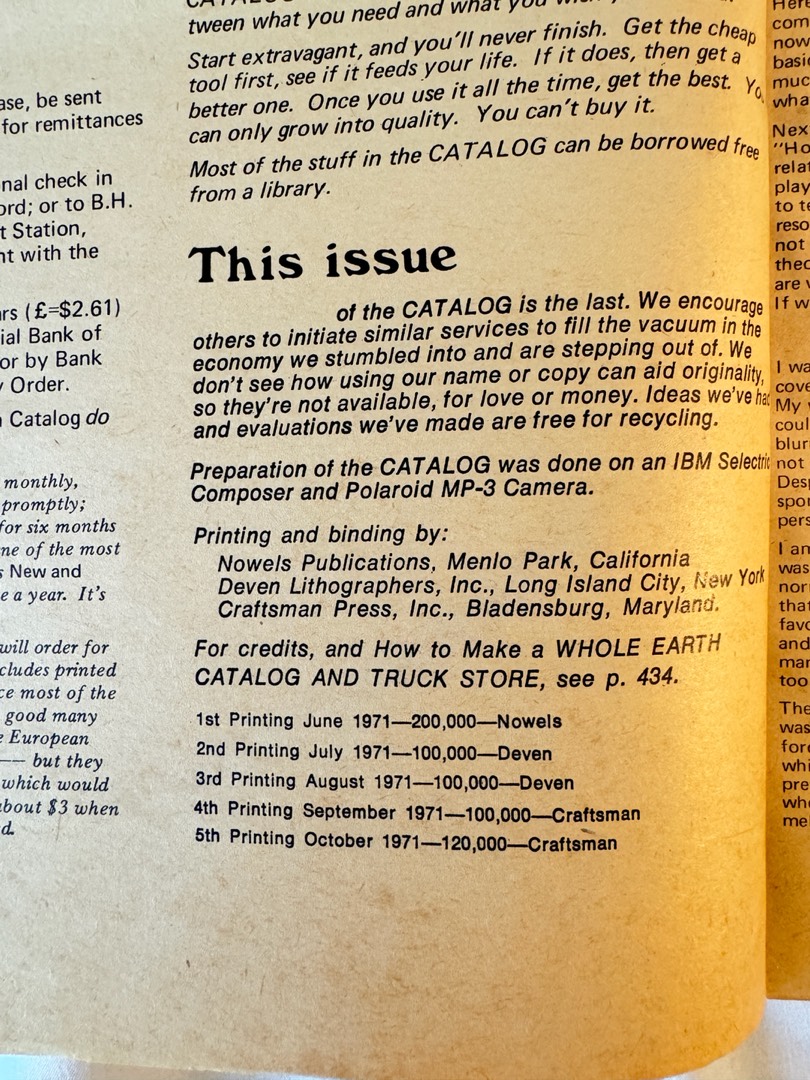 tween what you need and what you
Start extravagant, and you'll never finish. Get the cheap
tool first, see if it feeds your life. If it does, then get a
better one. Once you use it all the time, get the best.
can only grow into quality. You can't buy it.
Most of the stuff in the CATALOG can be borrowed free
from a library.
This issue
of the CATALOG is the last. We encourage
others to initiate similar services to fill the vacuum in the
economy we stumbled into and are stepping out of. We
don't see how using our name or copy can aid originality,
so they're not available, for love or money. Ideas we've had
and evaluations we've made are free for recycling.
Preparation of the CATALOG was done on an IBM Selectric
Composer and Polaroid MP-3 Camera.
Printing and binding by:
Nowels Publications, Menlo Park, California
Deven Lithographers, Inc., Long Island City, New York
Craftsman Press, Inc., Bladensburg, Maryland.
For credits, and How to Make a WHOLE EARTH
CATALOG AND TRUCK STORE, see p. 434.
1st Printing June 1971—200,000—Nowels
2nd Printing July 1971—100,000—Deven
3rd Printing August 1971—100,000—Deven
4th Printing September 1971—100,000—Craftsman
5th Printing October 1971—120,000—Craftsman
be sent
for remittances
check in
or to B.H.
Station,
with the
(£=$2.61)
Bank of
or by Bank
Order.
Catalog do
monthly,
promptly;
for six months
of the most
New and
a year. It's
will order for
printed
most of the
good many
European
— but they
which would
about $3 when